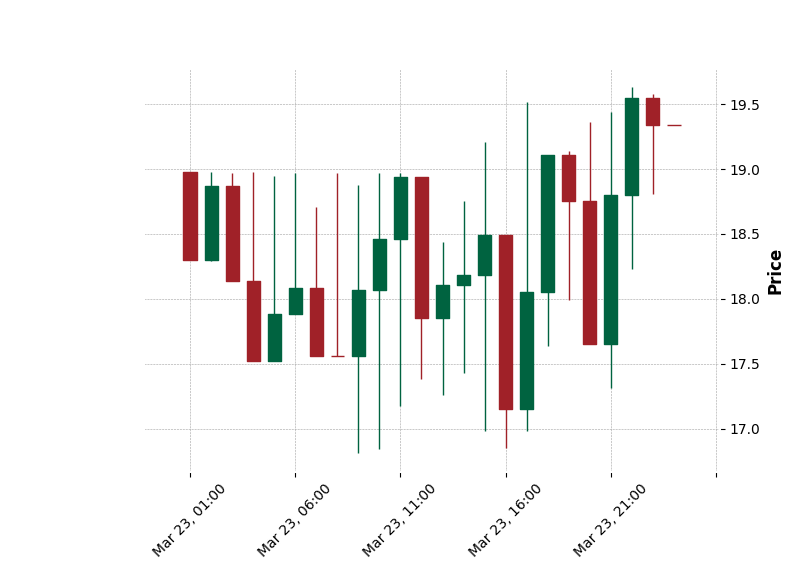 19.5
19.0
18.5
18.0
17.5
17.0
Price
Mar 23, 01:00
Mar 23, 06:00
Mar 23, 11:00
Mar 23, 16:00
Mar 23, 21:00